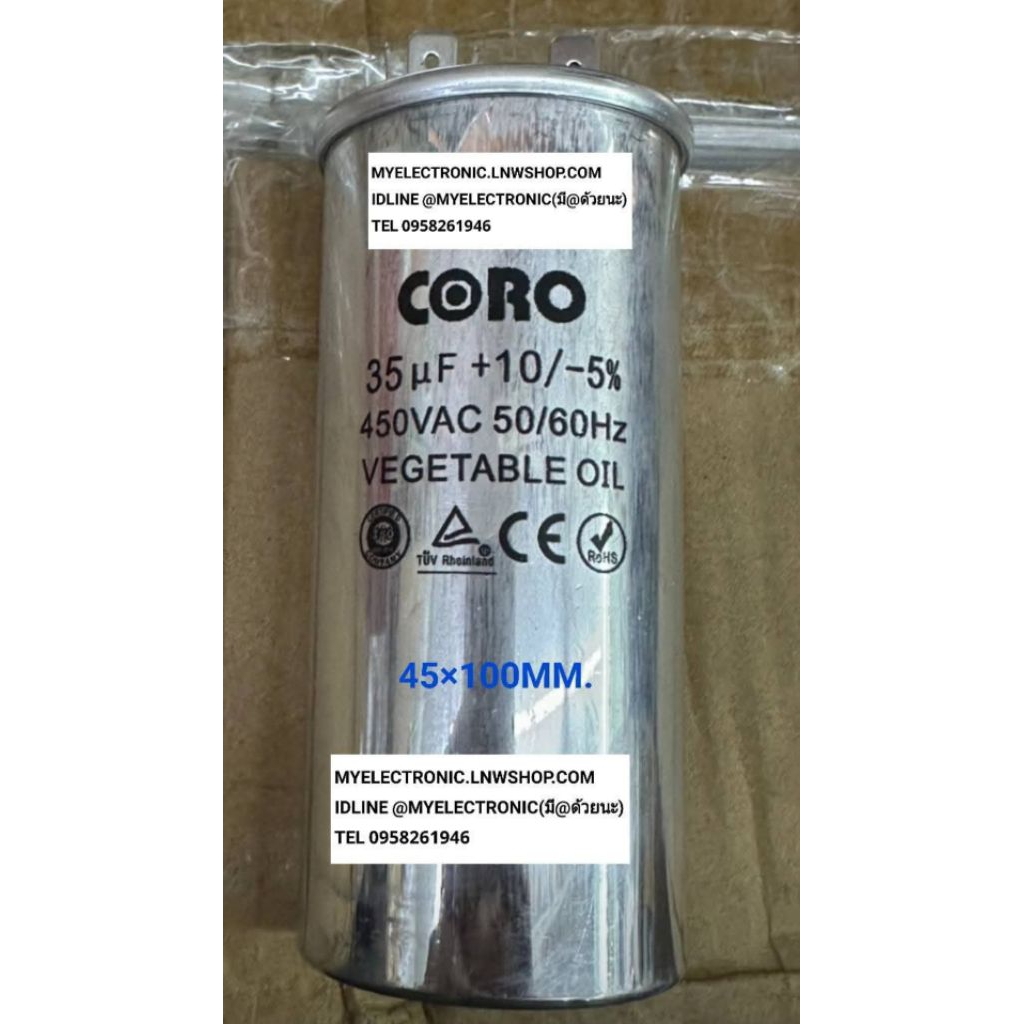 MYELECTRONIC.LNWSHOP.COM
IDLINE @MYELECTRONIC(มี@ด้วยนะ)
TEL 0958261946
CORO
35 µF +10/-5%
450VAC 50/60Hz
VEGETABLE OIL
TÜV Rheinland
CE
RoHS
45×100MM.
MYELECTRONIC.LNWSHOP.COM
IDLINE @MYELECTRONIC(มี@ด้วยนะ)
TEL 0958261946